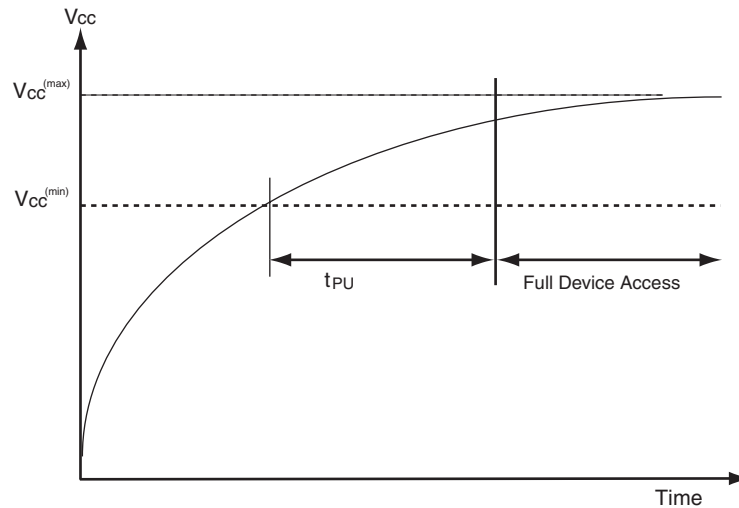 Vcc
Vcc(max)
Vcc(min)
tPU
Full Device Access
Time